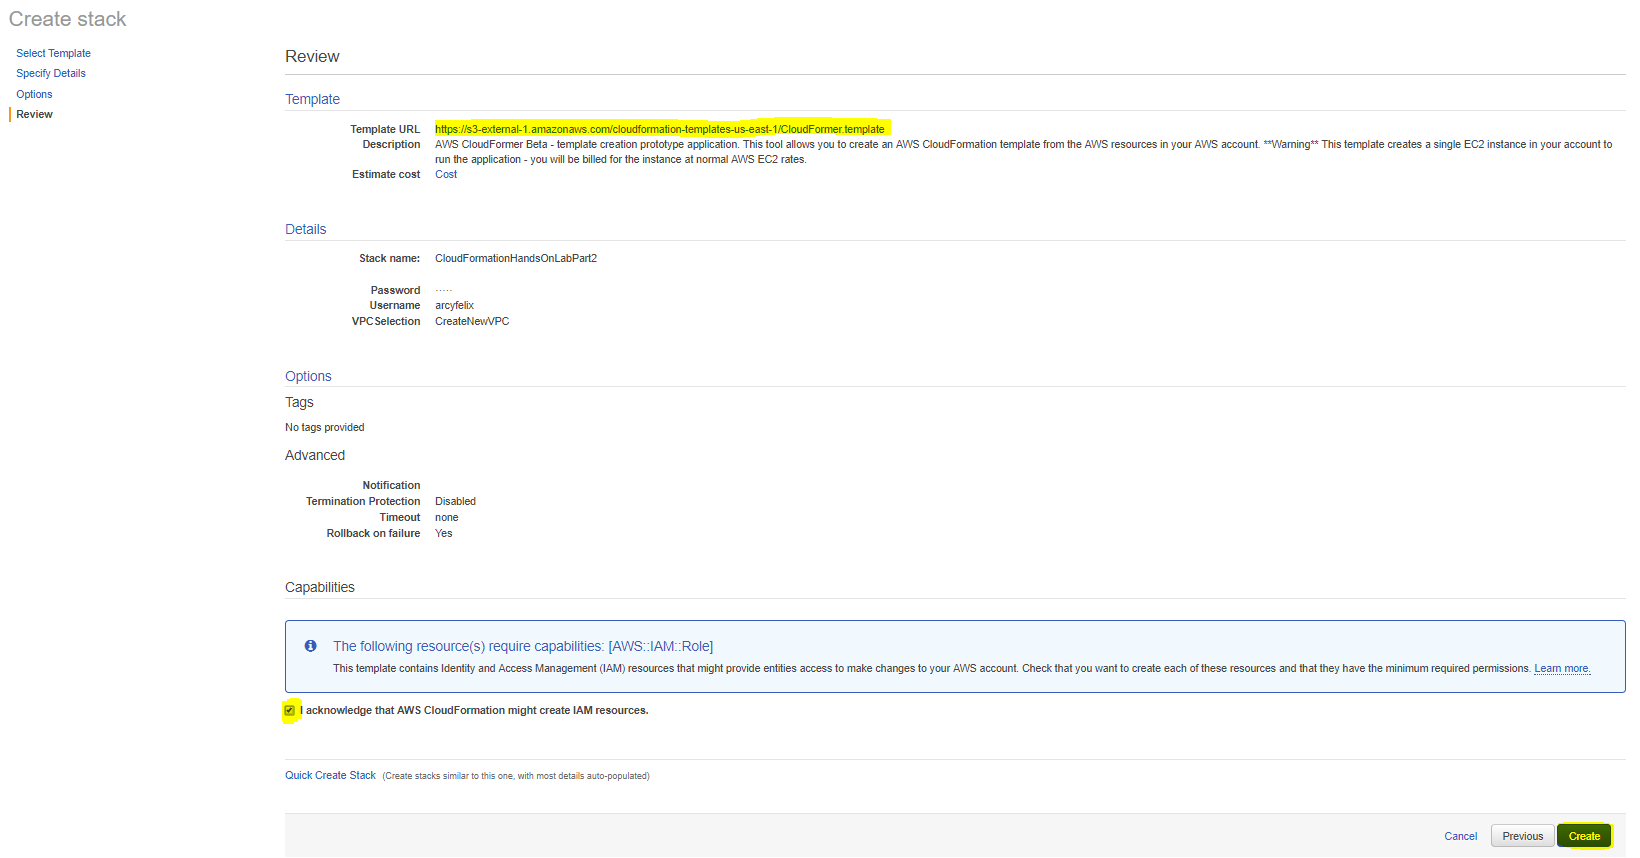 Create stack
Select Template
Specify Details
Options
Review
Review
Template
Template URL https://s3-external-1.amazonaws.com/cloudformation-templates-us-east-1/CloudFormer.template
Description AWS CloudFormer Beta - template creation prototype application. This tool allows you to create an AWS CloudFormation template from the AWS resources in your AWS account. **Warning** This template creates a single EC2 instance in your account to
run the application - you will be billed for the instance at normal AWS EC2 rates.
Estimate cost Cost
Details
Stack name: CloudFormationHandsOnLabPart2
Password ·····
Username arcyfelix
VPCSelection CreateNewVPC
Options
Tags
No tags provided
Advanced
Notification
Termination Protection Disabled
Timeout none
Rollback on failure Yes
Capabilities
The following resource(s) require capabilities: [AWS::IAM::Role]
This template contains Identity and Access Management (IAM) resources that might provide entities access to make changes to your AWS account. Check that you want to create each of these resources and that they have the minimum required permissions. Learn more.
I acknowledge that AWS CloudFormation might create IAM resources.
Quick Create Stack (Create stacks similar to this one, with most details auto-populated)
Cancel Previous Create